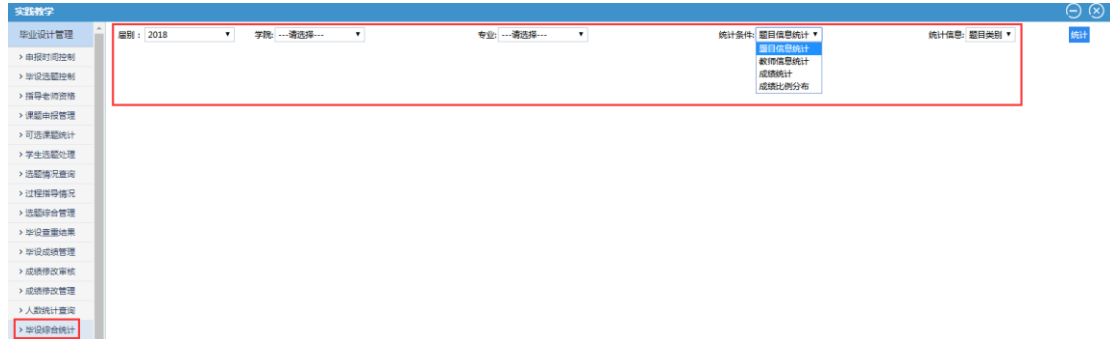 实践教学
毕业设计管理
届别： 2018 学院: ---请选择--- 专业: ---请选择--- 统计条件: 题目信息统计 统计信息: 题目类别 统计
题目信息统计
教师信息统计
成绩统计
成绩比例分布
> 申报时间控制
> 毕设选题控制
> 指导老师资格
> 课题申报管理
> 可选课题统计
> 学生选题处理
> 选题情况查询
> 过程指导情况
> 选题综合管理
> 毕设查重结果
> 毕设成绩管理
> 成绩修改审核
> 成绩修改管理
> 人数统计查询
> 毕设综合统计